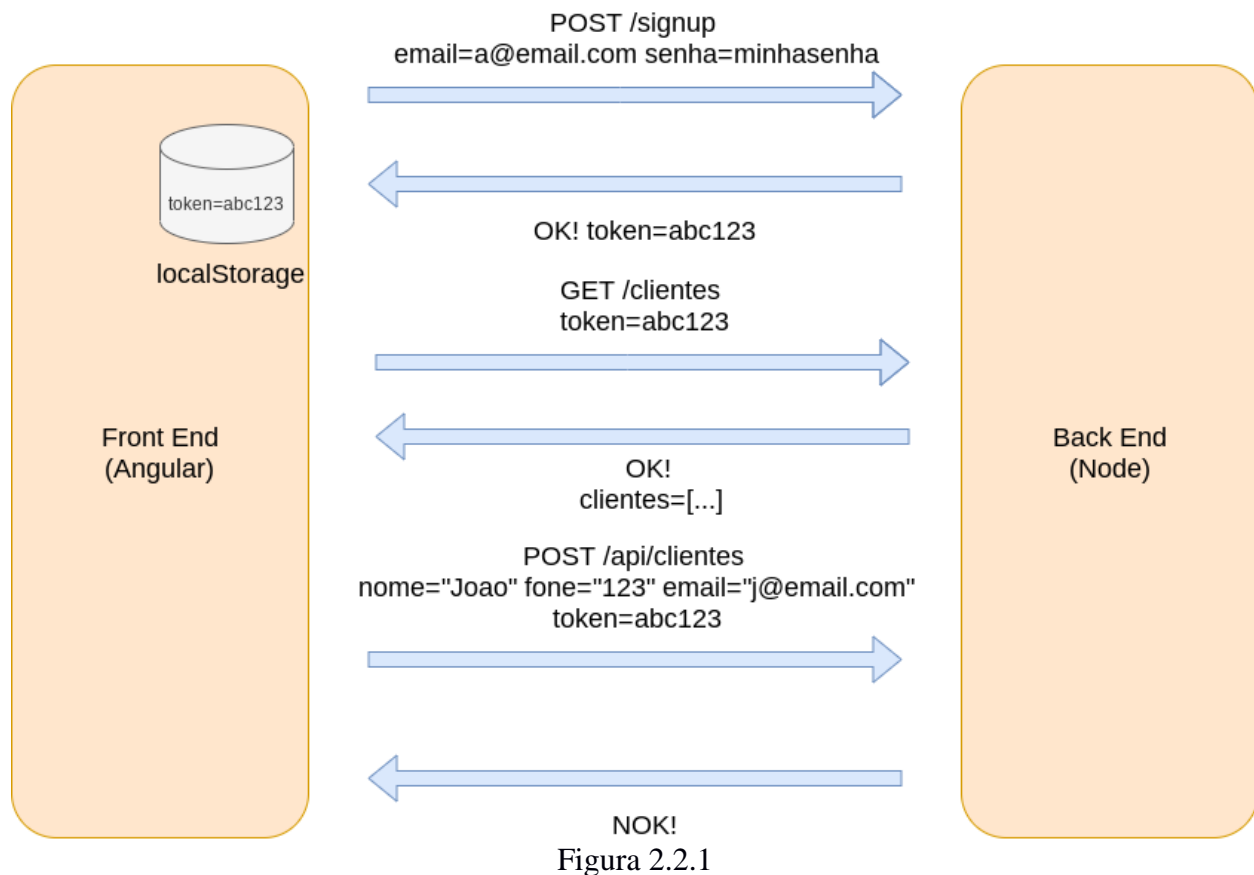 POST /signup
email=a@email.com senha=minhasenha
token=abc123
localStorage
OK! token=abc123
GET /clientes
token=abc123
Front End
(Angular)
Back End
(Node)
OK!
clientes=[...]
POST /api/clientes
nome="Joao" fone="123" email="j@email.com"
token=abc123
NOK!
Figura 2.2.1